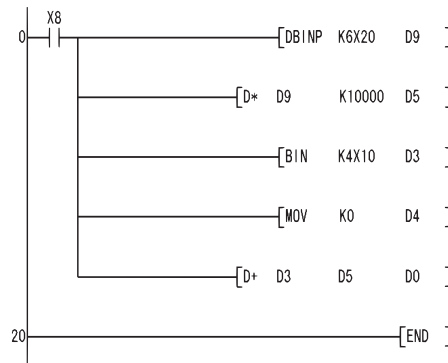 X8
0 [DBINP K6X20 D9 ]
[D* D9 K10000 D5 ]
[BIN K4X10 D3 ]
[MOV K0 D4 ]
[D+ D3 D5 D0 ]
20 [END ]